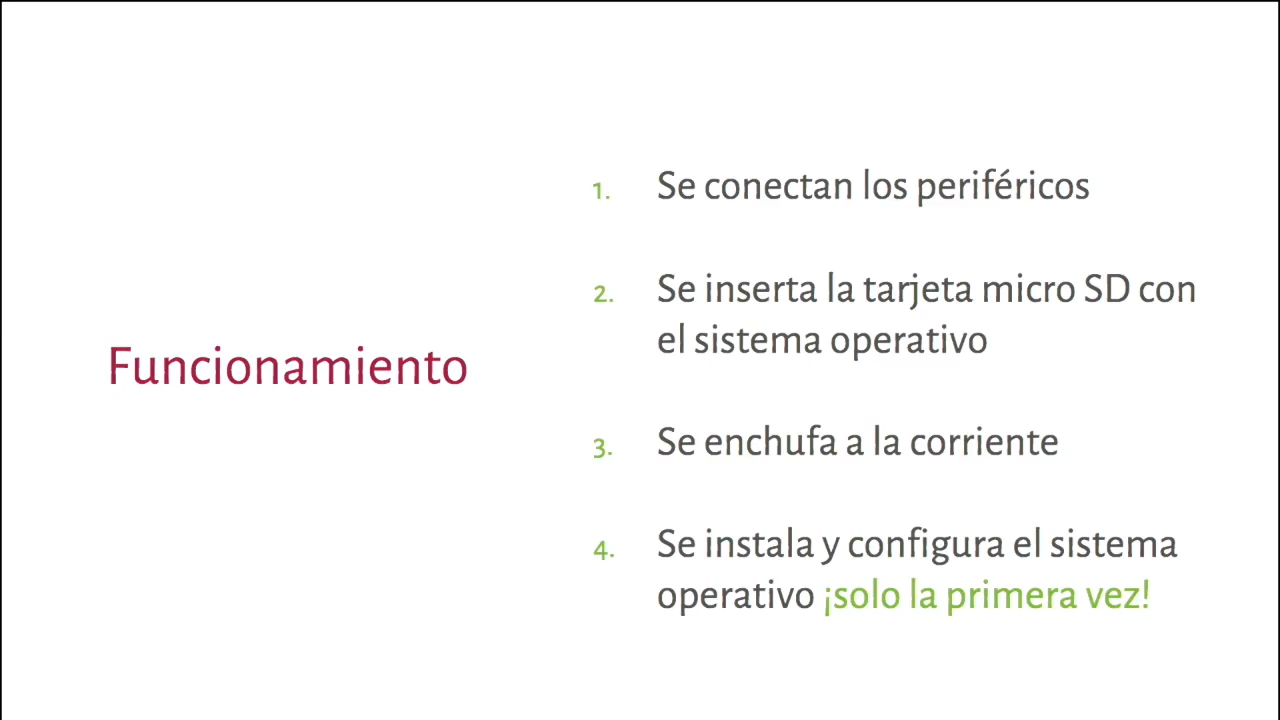 Funcionamiento
1. Se conectan los periféricos
2. Se inserta la tarjeta micro SD con
el sistema operativo
3. Se enchufa a la corriente
4. Se instala y configura el sistema
operativo ¡solo la primera vez!